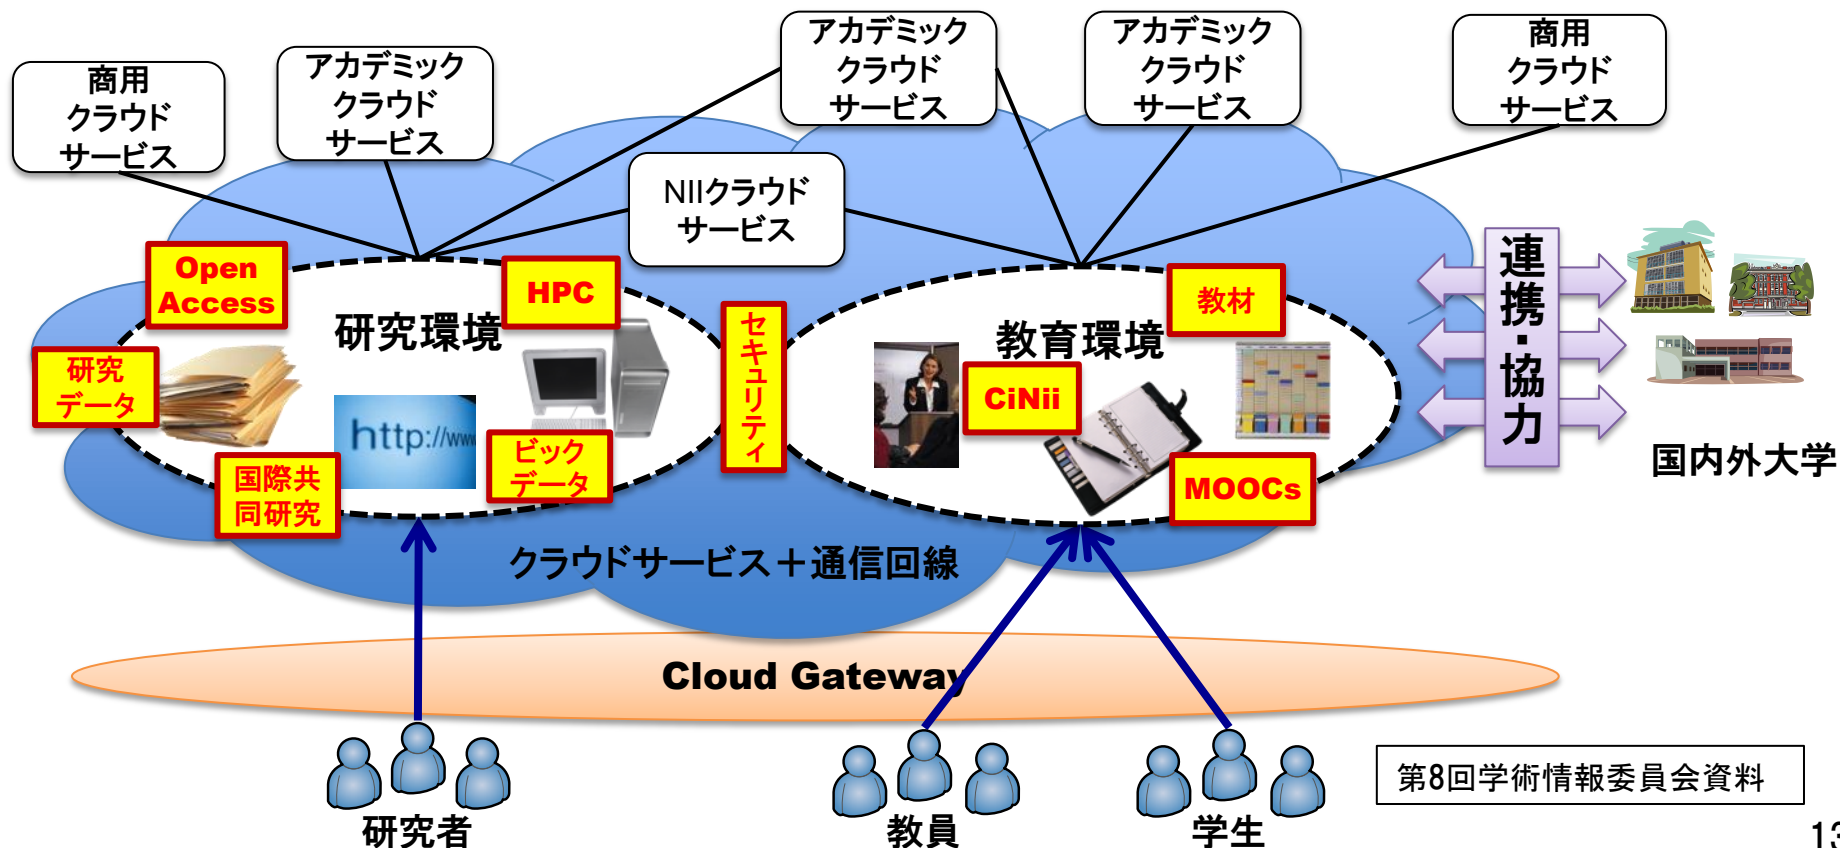 商用
クラウド
サービス
アカデミック
クラウド
サービス
アカデミック
クラウド
サービス
アカデミック
クラウド
サービス
商用
クラウド
サービス
NIIクラウド
サービス
Open
Access
HPC
研究環境
研究
データ
http://www
国際共
同研究
ビック
データ
セキュリティ
教材
教育環境
CiNii
MOOCs
連携・協力
国内外大学
クラウドサービス＋通信回線
Cloud Gateway
研究者
教員
学生
第8回学術情報委員会資料
13